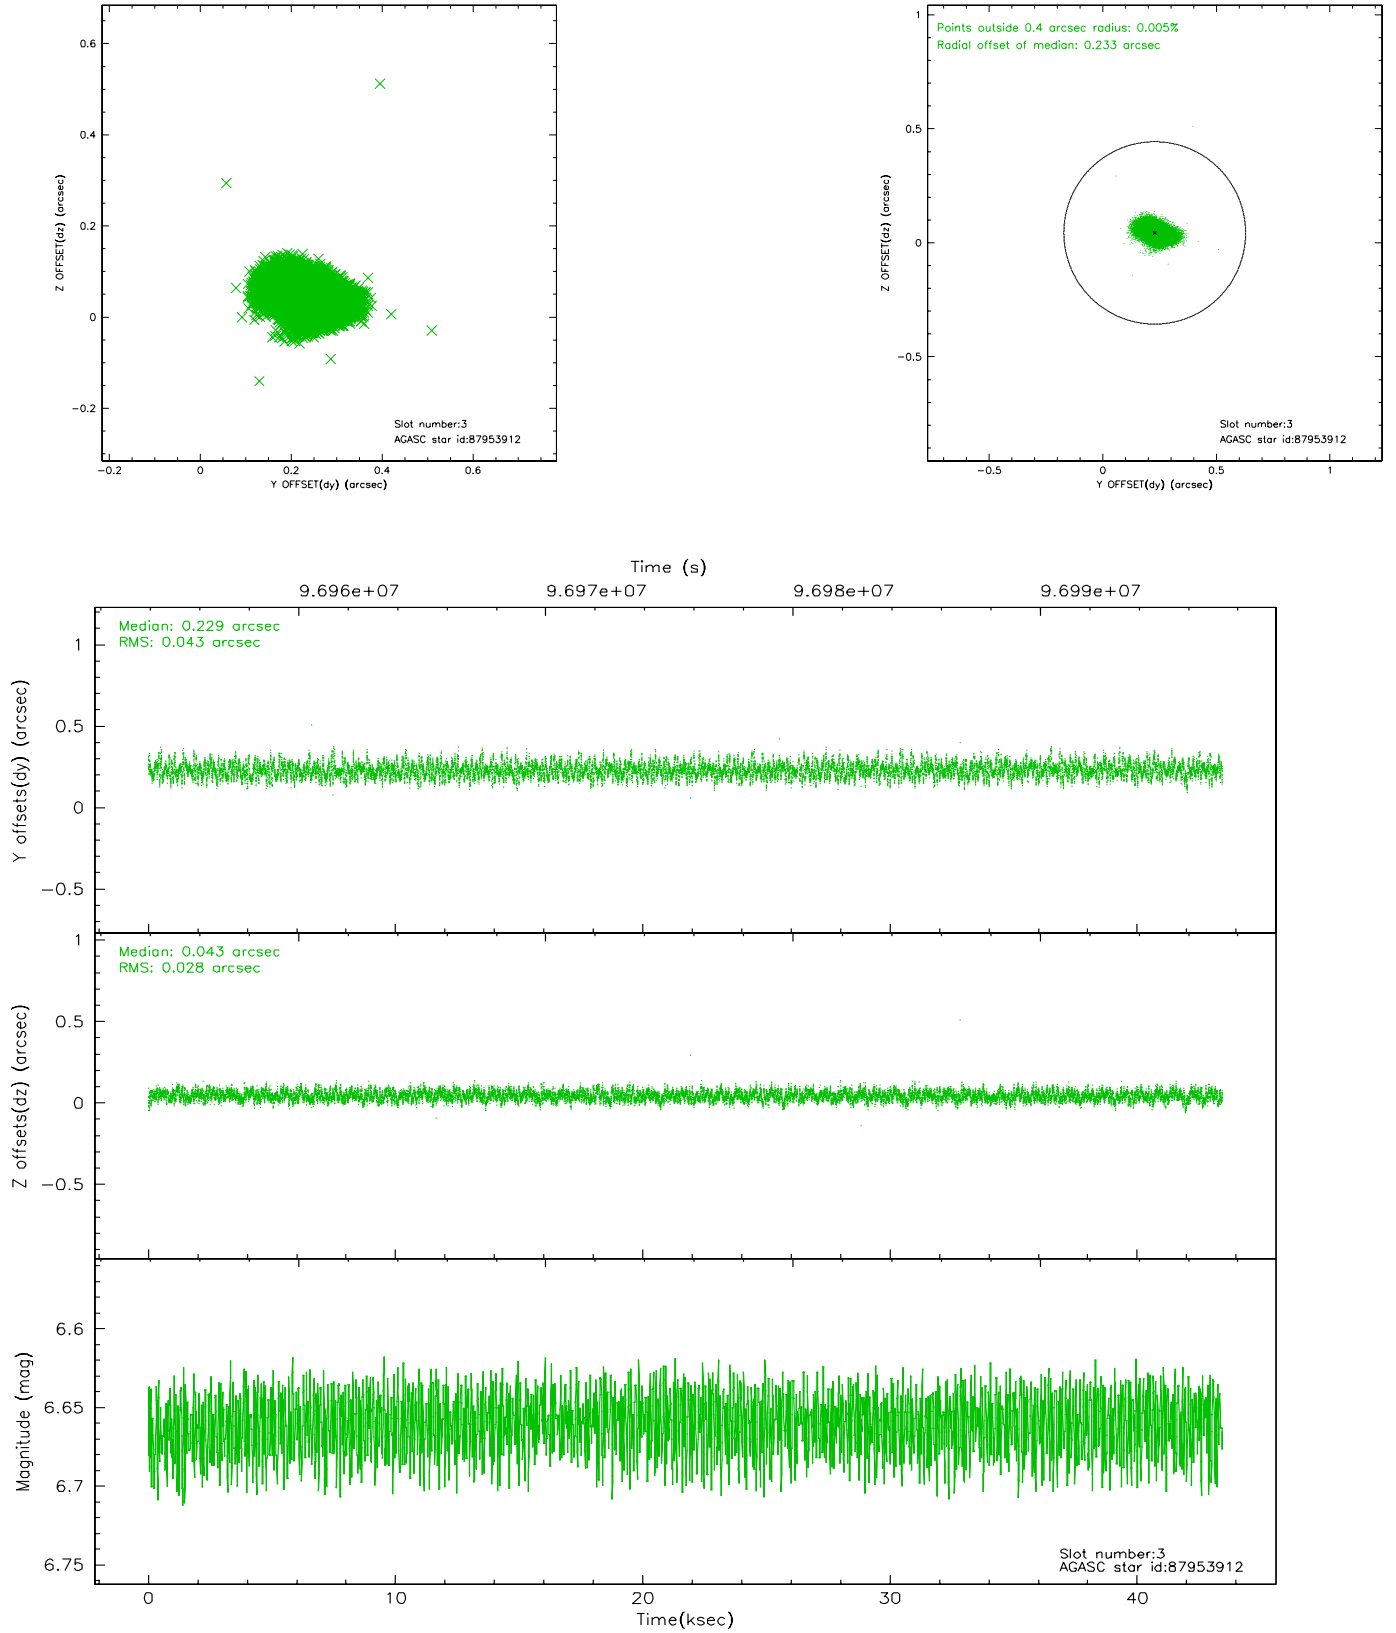 0.6
0.4
0.2
0
−0.2
Z OFFSET(dz) (arcsec)
Slot number:3
AGASC star id:87953912
−0.2 0 0.2 0.4 0.6
Y OFFSET(dy) (arcsec)
Points outside 0.4 arcsec radius: 0.005%
Radial offset of median: 0.233 arcsec
1
0.5
0
−0.5
Z OFFSET(dz) (arcsec)
Slot number:3
AGASC star id:87953912
−0.5 0 0.5 1
Y OFFSET(dy) (arcsec)
Time (s)
9.696e+07 9.697e+07 9.698e+07 9.699e+07
Median: 0.229 arcsec
RMS: 0.043 arcsec
1
0.5
0
−0.5
Y offsets(dy) (arcsec)
Median: 0.043 arcsec
RMS: 0.028 arcsec
1
0.5
0
−0.5
Z offsets(dz) (arcsec)
6.6
6.65
6.7
6.75
Magnitude (mag)
Slot number:3
AGASC star id:87953912
0 10 20 30 40
Time(ksec)